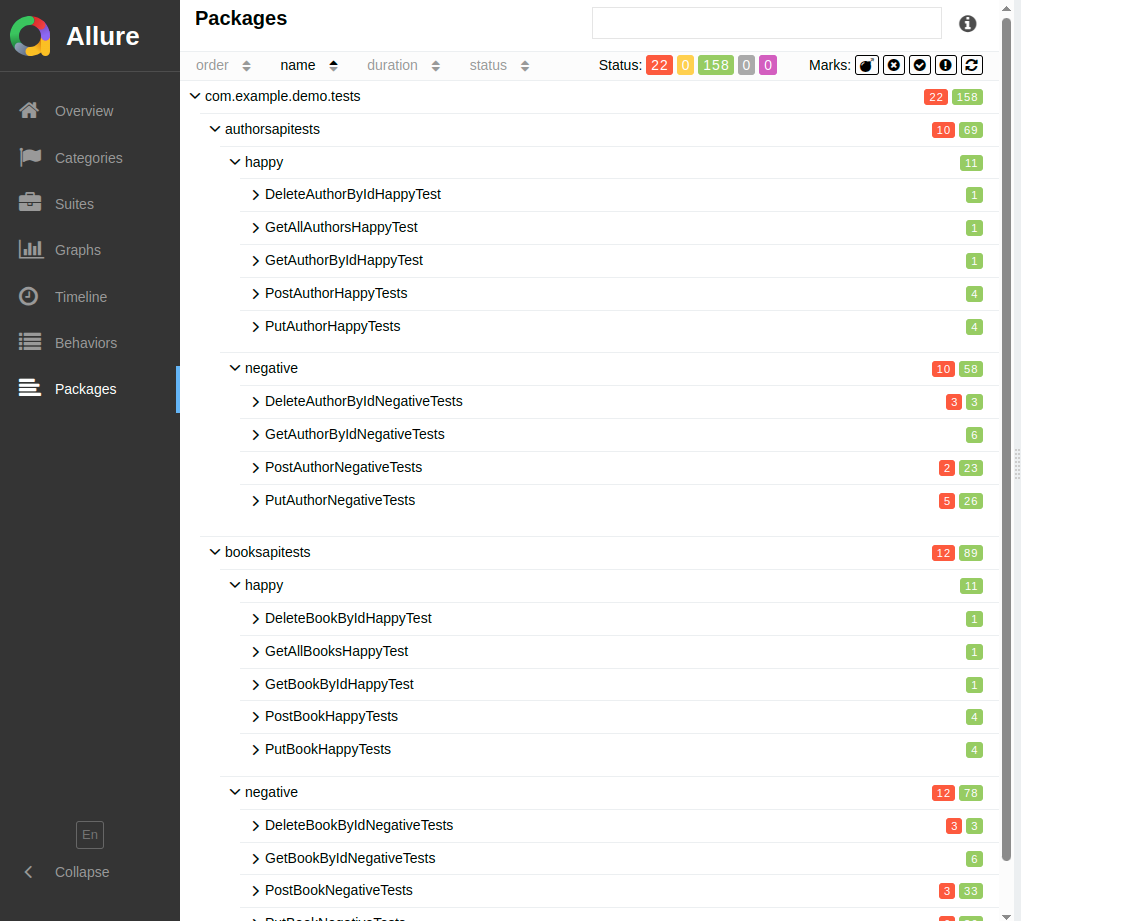 Allure
Overview
Categories
Suites
Graphs
Timeline
Behaviors
Packages
En
Collapse
Packages
order name duration status Status: 22 0 158 0 0 Marks:
com.example.demo.tests 22 158
authorsapitests 10 69
happy 11
DeleteAuthorByIdHappyTest 1
GetAllAuthorsHappyTest 1
GetAuthorByIdHappyTest 1
PostAuthorHappyTests 4
PutAuthorHappyTests 4
negative 10 58
DeleteAuthorByIdNegativeTests 3 3
GetAuthorByIdNegativeTests 6
PostAuthorNegativeTests 2 23
PutAuthorNegativeTests 5 26
booksapitests 12 89
happy 11
DeleteBookByIdHappyTest 1
GetAllBooksHappyTest 1
GetBookByIdHappyTest 1
PostBookHappyTests 4
PutBookHappyTests 4
negative 12 78
DeleteBookByIdNegativeTests 3 3
GetBookByIdNegativeTests 6
PostBookNegativeTests 3 33
PutBookNegativeTests